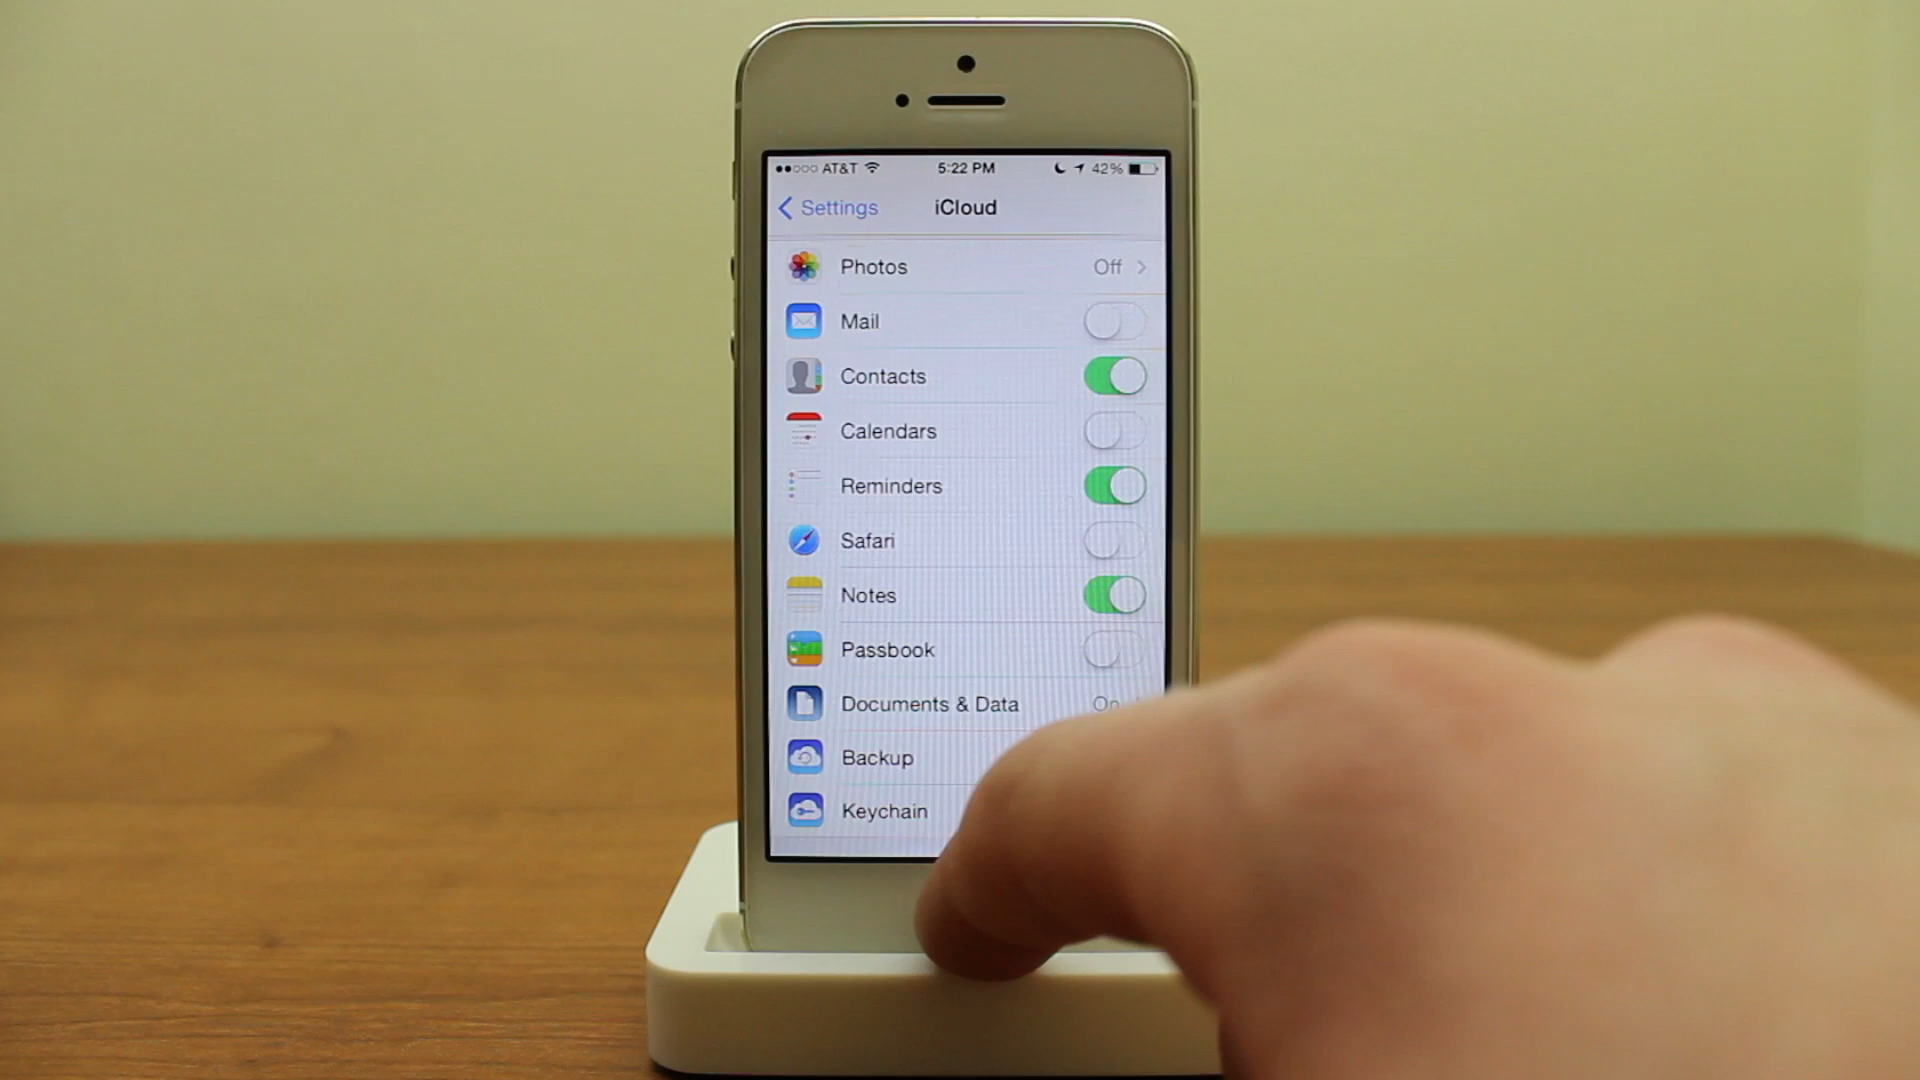 AT&T 5:22 PM 42%
Settings iCloud
Photos Off
Mail
Contacts
Calendars
Reminders
Safari
Notes
Passbook
Documents & Data On
Backup
Keychain